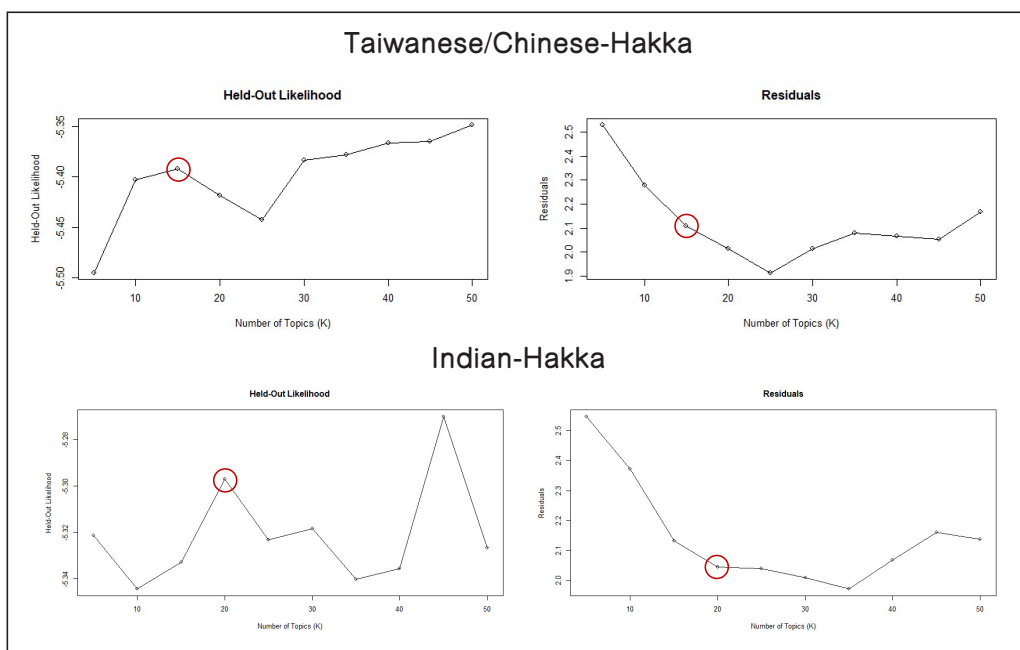 Taiwanese/Chinese-Hakka
Held-Out Likelihood
Held-Out Likelihood
-5.35
-5.40
-5.45
-5.50
10 20 30 40 50
Number of Topics (K)
Residuals
Residuals
2.5
2.4
2.3
2.2
2.1
2.0
1.9
10 20 30 40 50
Number of Topics (K)
Indian-Hakka
Held-Out Likelihood
Held-Out Likelihood
-5.28
-5.30
-5.32
-5.34
10 20 30 40 50
Number of Topics (K)
Residuals
Residuals
2.5
2.4
2.3
2.2
2.1
2.0
10 20 30 40 50
Number of Topics (K)